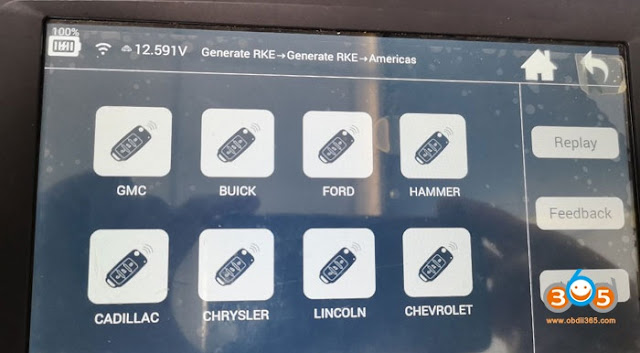 100%
12.591V Generate RKE→Generate RKE→Americas
GMC BUICK FORD HAMMER
Replay
Feedback
CADILLAC CHRYSLER LINCOLN CHEVROLET
365
www.obdii365.com